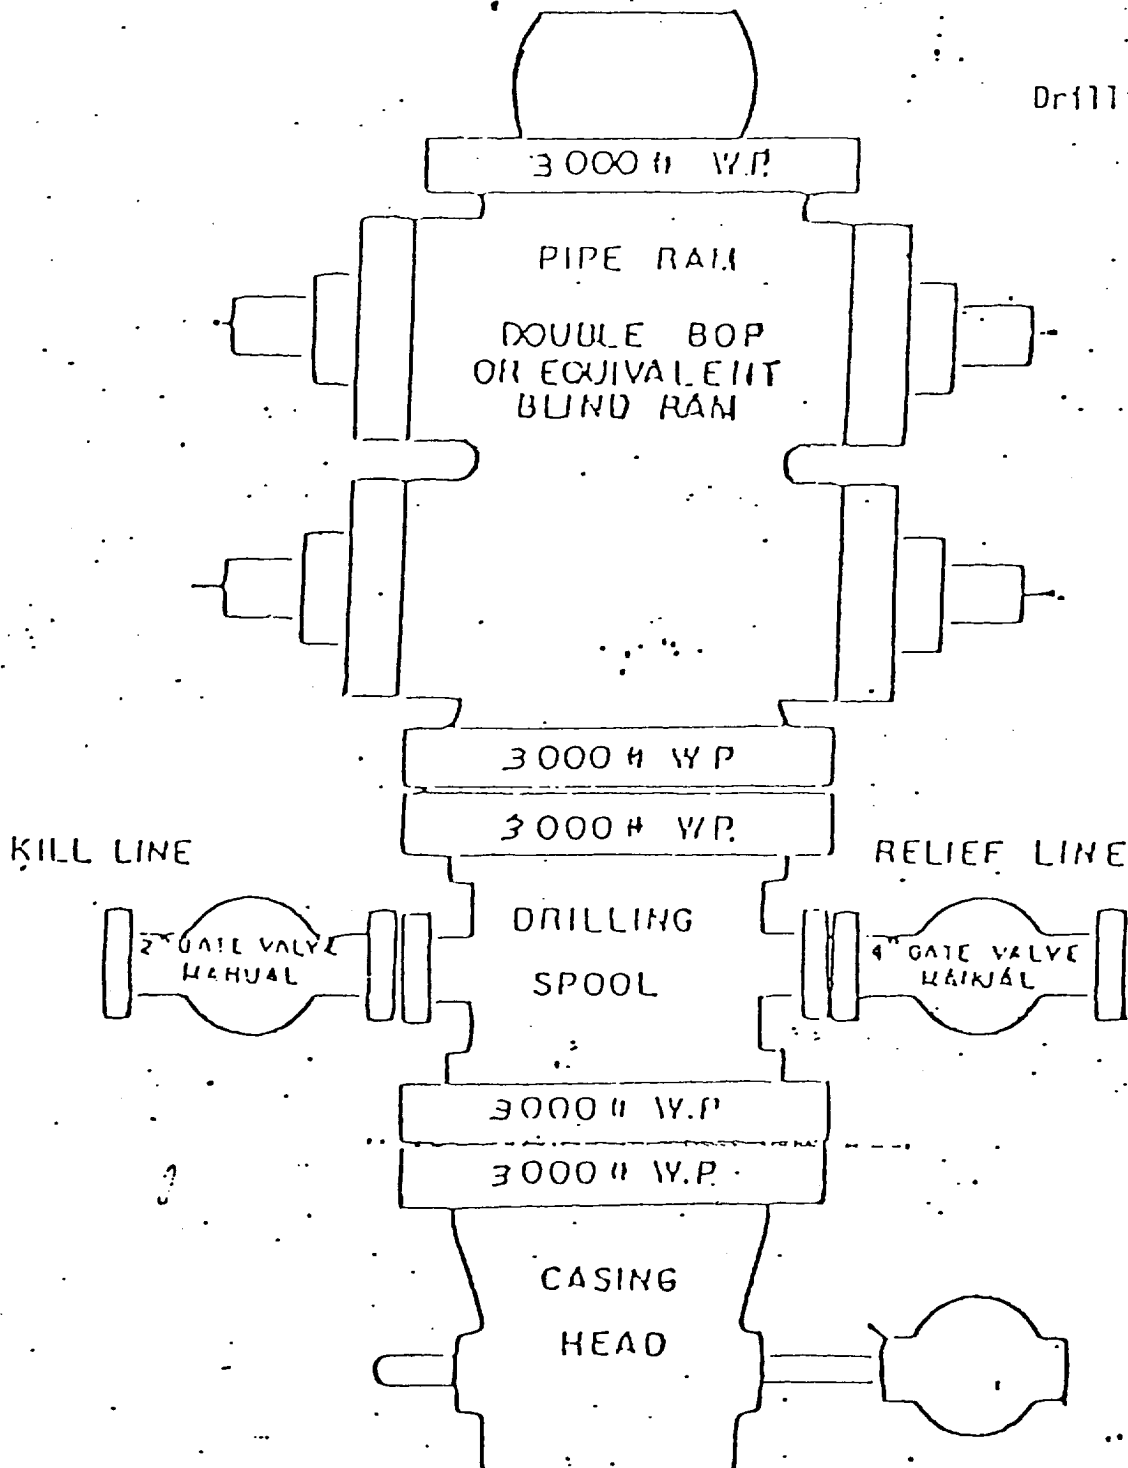 Drill
3000 # W.P.
PIPE RAM
DOUBLE BOP
OR EQUIVALENT
BLIND RAM
3000 # W P
3000 # W.P.
KILL LINE
RELIEF LINE
2" GATE VALVE
MANUAL
DRILLING
SPOOL
4" GATE VALVE
MANUAL
3000 # W.P
3000 # W.P.
CASING
HEAD